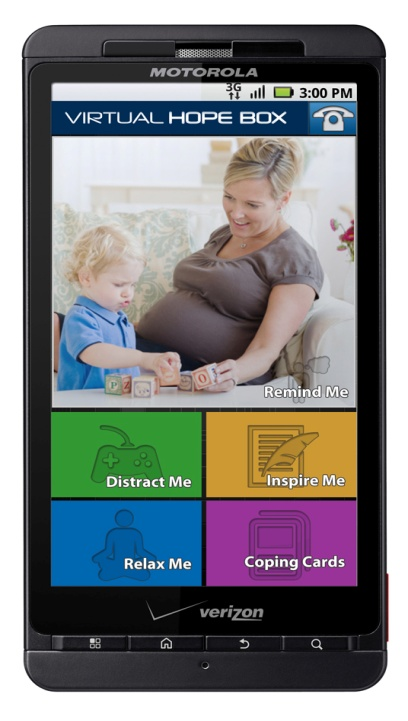 MOTOROLA
3G 3:00 PM
VIRTUAL HOPE BOX
Remind Me
Distract Me
Inspire Me
Relax Me
Coping Cards
verizon